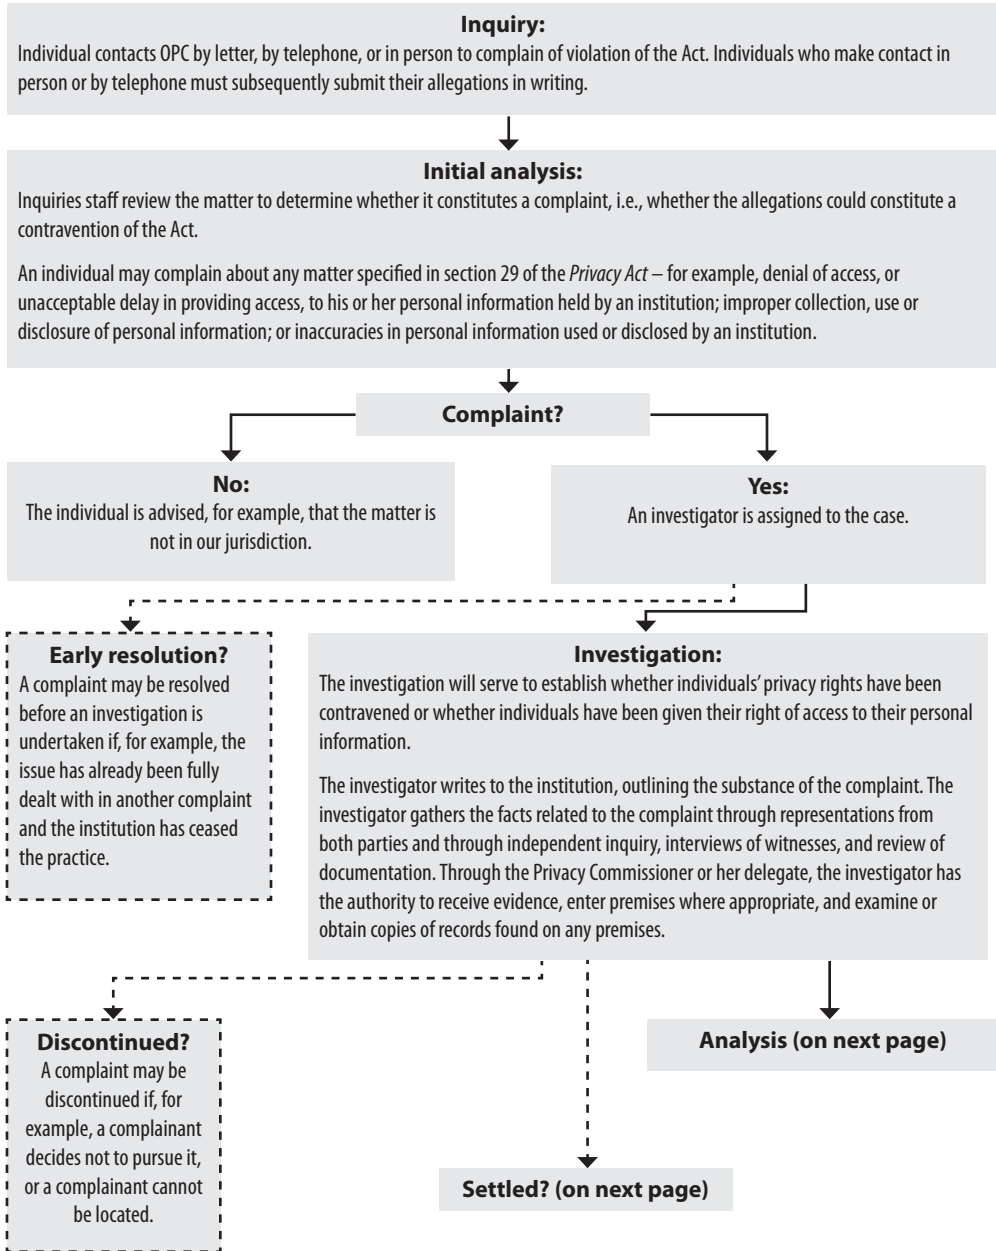 Inquiry:
Individual contacts OPC by letter, by telephone, or in person to complain of violation of the Act. Individuals who make contact in
person or by telephone must subsequently submit their allegations in writing.
Initial analysis:
Inquiries staff review the matter to determine whether it constitutes a complaint, i.e., whether the allegations could constitute a
contravention of the Act.
An individual may complain about any matter specified in section 29 of the Privacy Act – for example, denial of access, or
unacceptable delay in providing access, to his or her personal information held by an institution; improper collection, use or
disclosure of personal information; or inaccuracies in personal information used or disclosed by an institution.
Complaint?
No:
The individual is advised, for example, that the matter is
not in our jurisdiction.
Yes:
An investigator is assigned to the case.
Early resolution?
A complaint may be resolved
before an investigation is
undertaken if, for example, the
issue has already been fully
dealt with in another complaint
and the institution has ceased
the practice.
Investigation:
The investigation will serve to establish whether individuals' privacy rights have been
contravened or whether individuals have been given their right of access to their personal
information.
The investigator writes to the institution, outlining the substance of the complaint. The
investigator gathers the facts related to the complaint through representations from
both parties and through independent inquiry, interviews of witnesses, and review of
documentation. Through the Privacy Commissioner or her delegate, the investigator has
the authority to receive evidence, enter premises where appropriate, and examine or
obtain copies of records found on any premises.
Discontinued?
A complaint may be
discontinued if, for
example, a complainant
decides not to pursue it,
or a complainant cannot
be located.
Analysis (on next page)
Settled? (on next page)